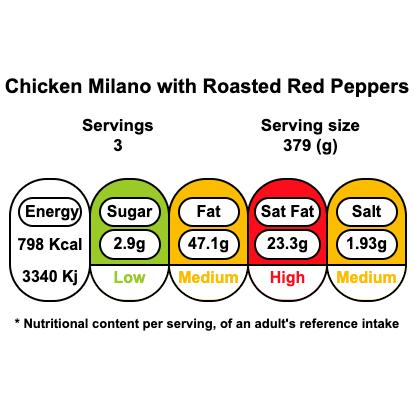 Chicken Milano with Roasted Red Peppers
Servings
3
Serving size
379 (g)
Energy
798 Kcal
3340 Kj
Sugar
2.9g
Low
Fat
47.1g
Medium
Sat Fat
23.3g
High
Salt
1.93g
Medium
* Nutritional content per serving, of an adult's reference intake